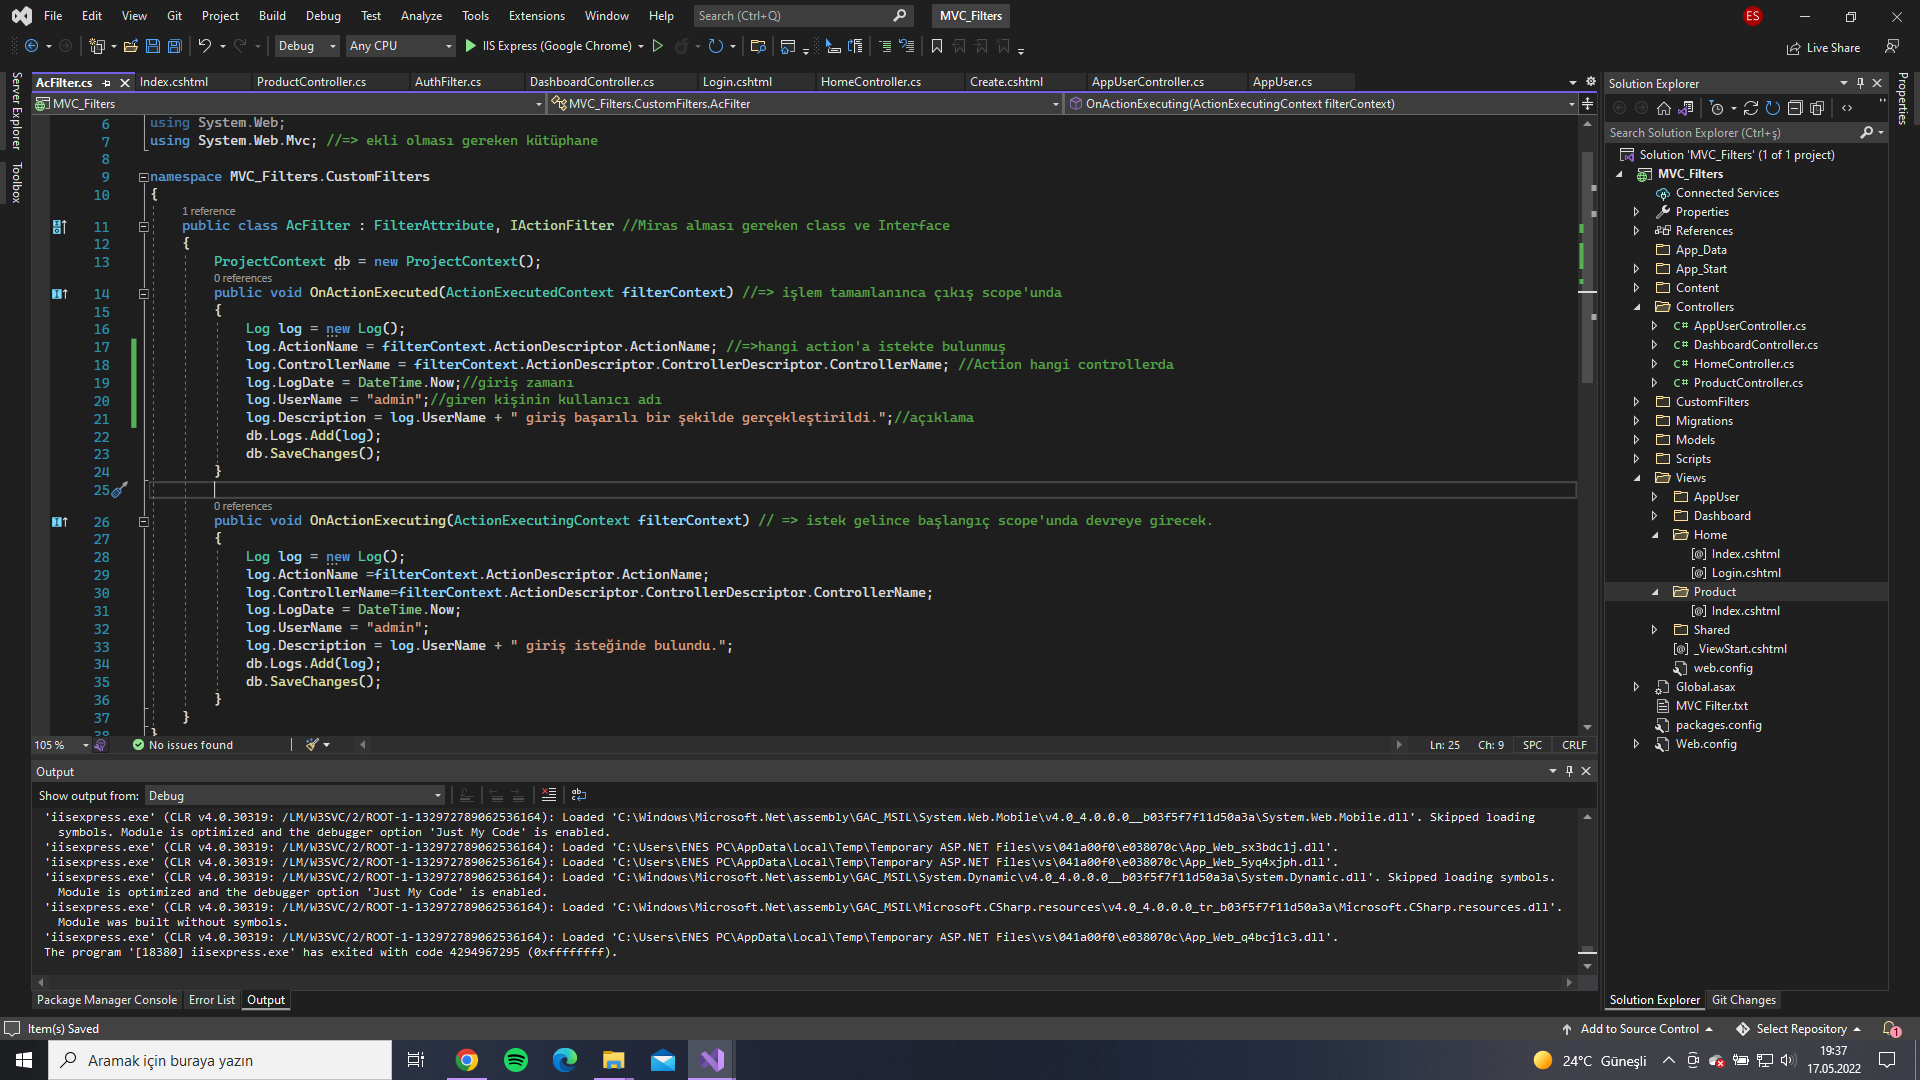 File Edit View Git Project Build Debug Test Analyze Tools Extensions Window Help Search (Ctrl+Q) MVC_Filters ES
Debug Any CPU IIS Express (Google Chrome) Live Share
Server Explorer
Toolbox
AcFilter.cs Index.cshtml ProductController.cs AuthFilter.cs DashboardController.cs Login.cshtml HomeController.cs Create.cshtml AppUserController.cs AppUser.cs
MVC_Filters MVC_Filters.CustomFilters.AcFilter OnActionExecuting(ActionExecutingContext filterContext)
6 using System.Web;
7 using System.Web.Mvc; //=> ekli olması gereken kütüphane
8
9 namespace MVC_Filters.CustomFilters
10 {
1 reference
11 public class AcFilter : FilterAttribute, IActionFilter //Miras alması gereken class ve Interface
12 {
13 ProjectContext db = new ProjectContext();
0 references
14 public void OnActionExecuted(ActionExecutedContext filterContext) //=> işlem tamamlanınca çıkış scope'unda
15 {
16 Log log = new Log();
17 log.ActionName = filterContext.ActionDescriptor.ActionName; //=>hangi action'a istekte bulunmuş
18 log.ControllerName = filterContext.ActionDescriptor.ControllerDescriptor.ControllerName; //Action hangi controllerda
19 log.LogDate = DateTime.Now;//giriş zamanı
20 log.UserName = "admin";//giren kişinin kullanıcı adı
21 log.Description = log.UserName + " giriş başarılı bir şekilde gerçekleştirildi.";//açıklama
22 db.Logs.Add(log);
23 db.SaveChanges();
24 }
25
0 references
26 public void OnActionExecuting(ActionExecutingContext filterContext) // => istek gelince başlangıç scope'unda devreye girecek.
27 {
28 Log log = new Log();
29 log.ActionName =filterContext.ActionDescriptor.ActionName;
30 log.ControllerName=filterContext.ActionDescriptor.ControllerDescriptor.ControllerName;
31 log.LogDate = DateTime.Now;
32 log.UserName = "admin";
33 log.Description = log.UserName + " giriş isteğinde bulundu.";
34 db.Logs.Add(log);
35 db.SaveChanges();
36 }
37 }
38 }
105 % No issues found Ln: 25 Ch: 9 SPC CRLF
Output
Show output from: Debug
'iisexpress.exe' (CLR v4.0.30319: /LM/W3SVC/2/ROOT-1-132972789062536164): Loaded 'C:\Windows\Microsoft.Net\assembly\GAC_MSIL\System.Web.Mobile\v4.0_4.0.0.0__b03f5f7f11d50a3a\System.Web.Mobile.dll'. Skipped loading
symbols. Module is optimized and the debugger option 'Just My Code' is enabled.
'iisexpress.exe' (CLR v4.0.30319: /LM/W3SVC/2/ROOT-1-132972789062536164): Loaded 'C:\Users\ENES PC\AppData\Local\Temp\Temporary ASP.NET Files\vs\041a00f0\e038070c\App_Web_sx3bdc1j.dll'.
'iisexpress.exe' (CLR v4.0.30319: /LM/W3SVC/2/ROOT-1-132972789062536164): Loaded 'C:\Users\ENES PC\AppData\Local\Temp\Temporary ASP.NET Files\vs\041a00f0\e038070c\App_Web_5yq4xjph.dll'.
'iisexpress.exe' (CLR v4.0.30319: /LM/W3SVC/2/ROOT-1-132972789062536164): Loaded 'C:\Windows\Microsoft.Net\assembly\GAC_MSIL\System.Dynamic\v4.0_4.0.0.0__b03f5f7f11d50a3a\System.Dynamic.dll'. Skipped loading symbols.
Module is optimized and the debugger option 'Just My Code' is enabled.
'iisexpress.exe' (CLR v4.0.30319: /LM/W3SVC/2/ROOT-1-132972789062536164): Loaded 'C:\Windows\Microsoft.Net\assembly\GAC_MSIL\Microsoft.CSharp.resources\v4.0_4.0.0.0_tr_b03f5f7f11d50a3a\Microsoft.CSharp.resources.dll'.
Module was built without symbols.
'iisexpress.exe' (CLR v4.0.30319: /LM/W3SVC/2/ROOT-1-132972789062536164): Loaded 'C:\Users\ENES PC\AppData\Local\Temp\Temporary ASP.NET Files\vs\041a00f0\e038070c\App_Web_q4bcj1c3.dll'.
The program '[18380] iisexpress.exe' has exited with code 4294967295 (0xffffffff).
Package Manager Console Error List Output
Solution Explorer
Search Solution Explorer (Ctrl+ş)
Solution 'MVC_Filters' (1 of 1 project)
MVC_Filters
Connected Services
Properties
References
App_Data
App_Start
Content
Controllers
C# AppUserController.cs
C# DashboardController.cs
C# HomeController.cs
C# ProductController.cs
CustomFilters
Migrations
Models
Scripts
Views
AppUser
Dashboard
Home
Index.cshtml
Login.cshtml
Product
Index.cshtml
Shared
_ViewStart.cshtml
web.config
Global.asax
MVC Filter.txt
packages.config
Web.config
Solution Explorer Git Changes
Properties
Item(s) Saved Add to Source Control Select Repository 1
Aramak için buraya yazın 24°C Güneşli 19:37
17.05.2022